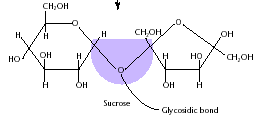 CH₂OH
O O
H H CH₂OH OH
H H
HO OH H O H HO CH₂OH
H OH OH H
Sucrose
Glycosidic bond